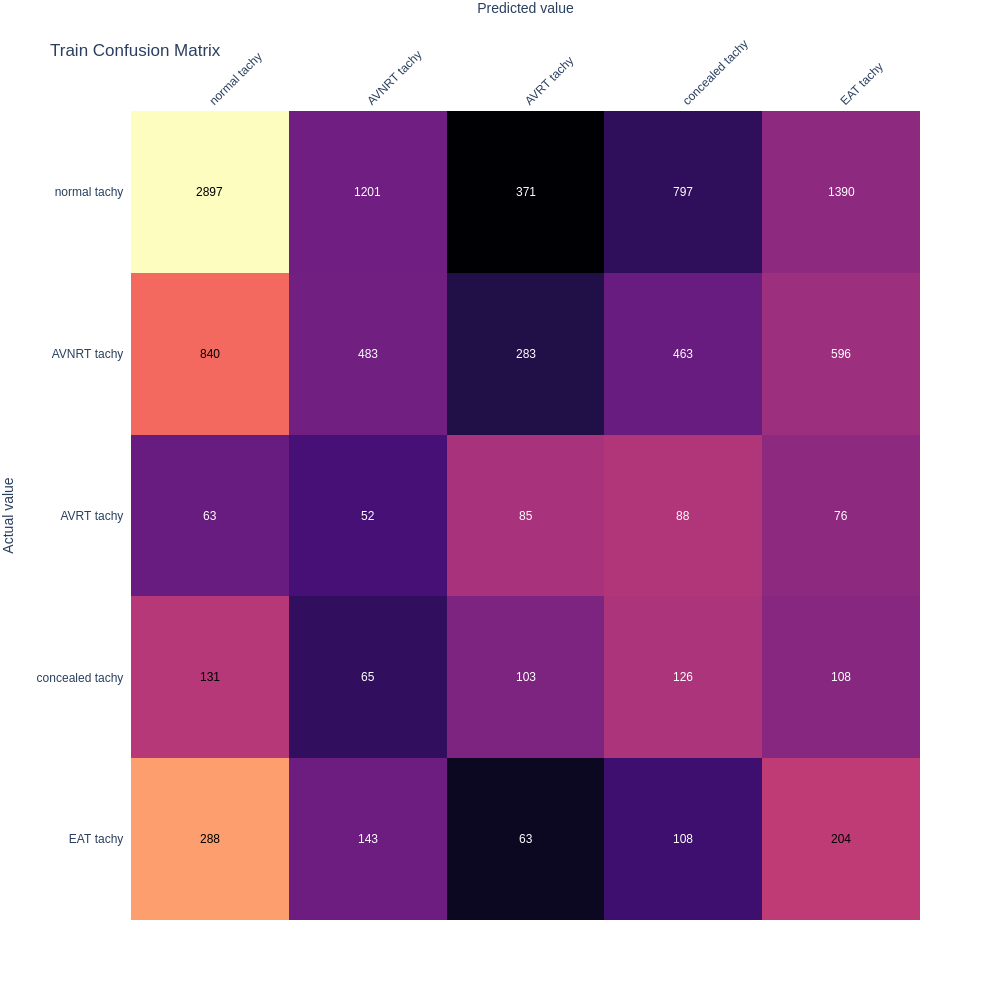 Predicted value
Train Confusion Matrix
normal tachy AVNRT tachy AVRT tachy concealed tachy EAT tachy
normal tachy 2897 1201 371 797 1390
AVNRT tachy 840 483 283 463 596
AVRT tachy 63 52 85 88 76
concealed tachy 131 65 103 126 108
EAT tachy 288 143 63 108 204
Actual value